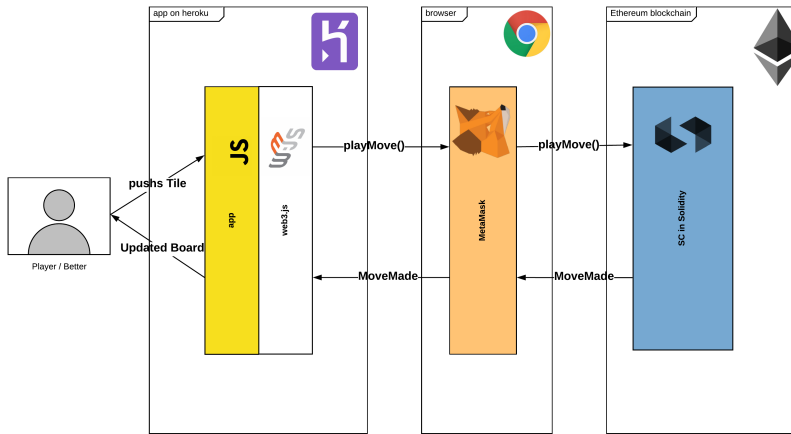 app on heroku
browser
Ethereum blockchain
JS
3JS
playMove()
playMove()
pushs Tile
app
web3.js
MetaMask
SC in Solidity
Updated Board
MoveMade
MoveMade
Player / Better